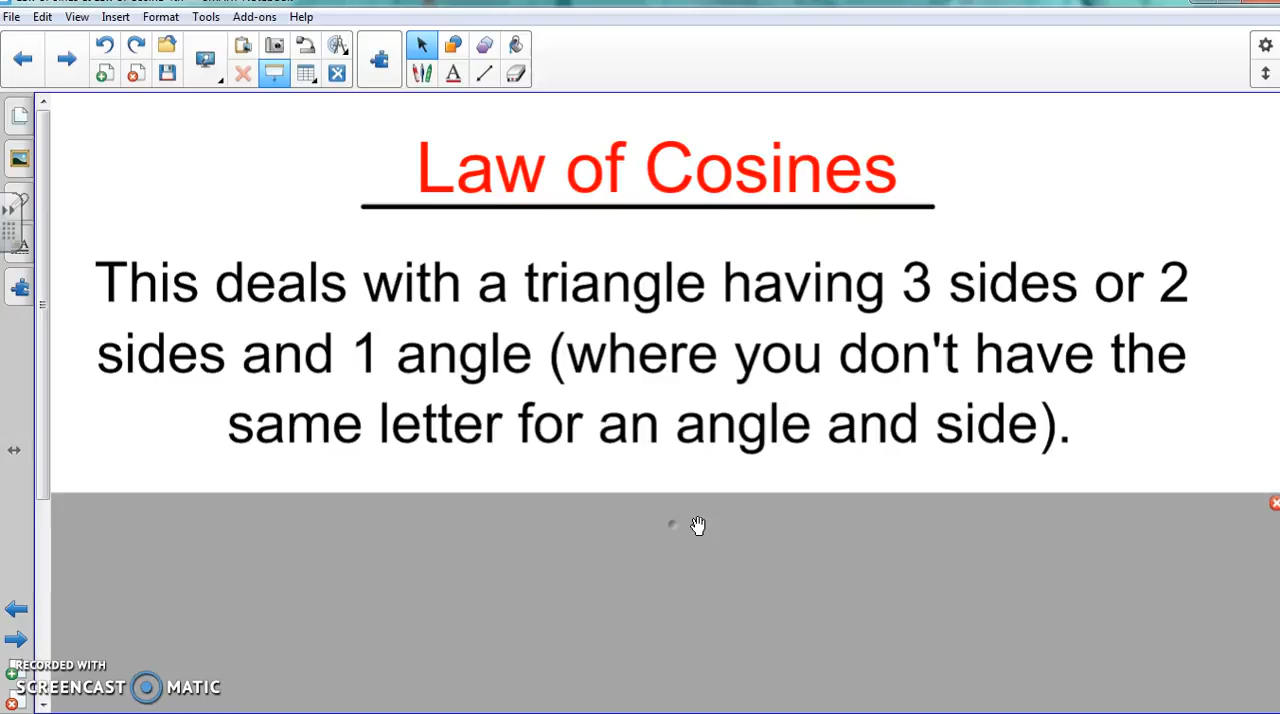 File Edit View Insert Format Tools Add-ons Help
Law of Cosines
This deals with a triangle having 3 sides or 2
sides and 1 angle (where you don't have the
same letter for an angle and side).
RECORDED WITH
SCREENCAST MATIC